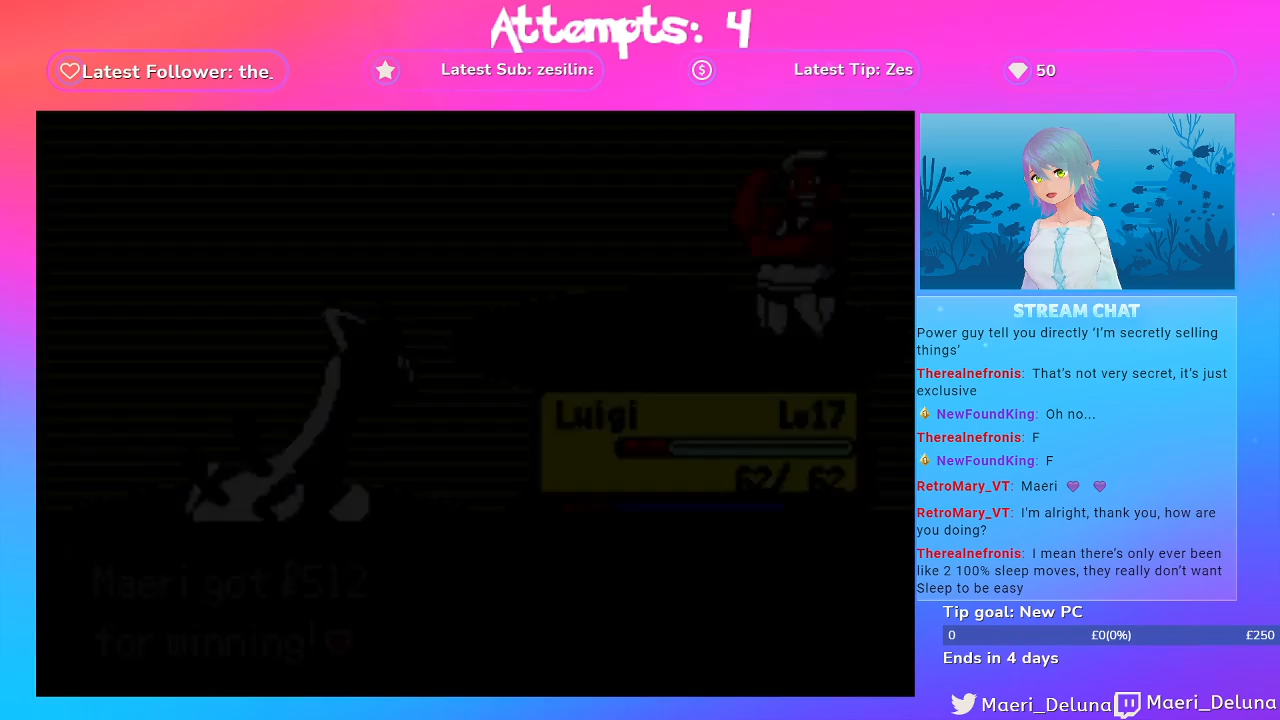 Attempts: 4
Latest Follower: the.
Latest Sub: zesilina
Latest Tip: Zes
50
Luigi Lv17
62/ 62
Maeri got £512
for winning!
STREAM CHAT
Power guy tell you directly ‘I’m secretly selling
things’
Therealnefronis: That’s not very secret, it’s just
exclusive
NewFoundKing: Oh no...
Therealnefronis: F
NewFoundKing: F
RetroMary_VT: Maeri
RetroMary_VT: I'm alright, thank you, how are
you doing?
Therealnefronis: I mean there’s only ever been
like 2 100% sleep moves, they really don’t want
Sleep to be easy
Tip goal: New PC
0 £0(0%) £250
Ends in 4 days
Maeri_Deluna Maeri_Deluna